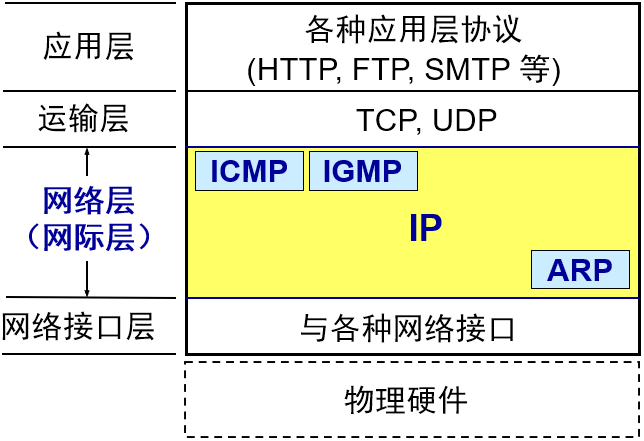 应用层
各种应用层协议
(HTTP, FTP, SMTP 等)
运输层
TCP, UDP
ICMP
IGMP
网络层
（网际层）
IP
ARP
网络接口层
与各种网络接口
物理硬件